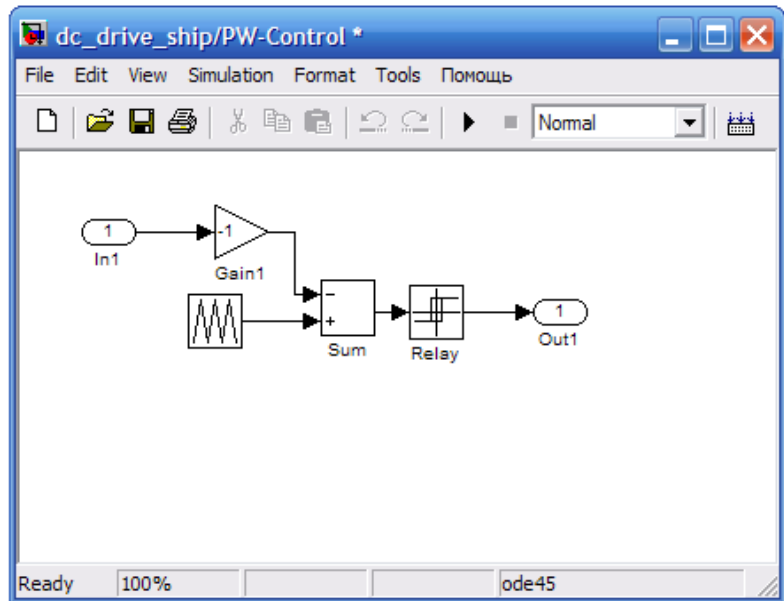 dc_drive_ship/PW-Control *
File Edit View Simulation Format Tools Помощь
Normal
1
In1
-1
Gain1
−
+
Sum
Relay
1
Out1
Ready 100% ode45